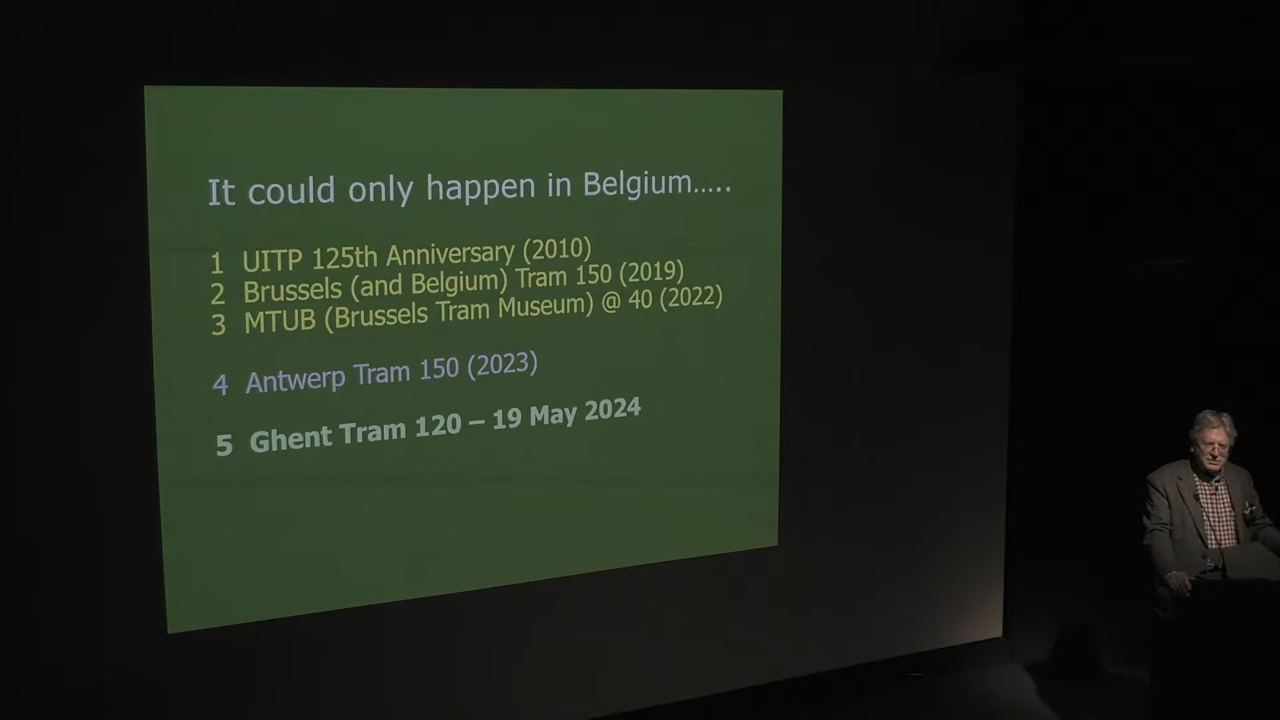 It could only happen in Belgium.....
1 UITP 125th Anniversary (2010)
2 Brussels (and Belgium) Tram 150 (2019)
3 MTUB (Brussels Tram Museum) @ 40 (2022)
4 Antwerp Tram 150 (2023)
5 Ghent Tram 120 – 19 May 2024